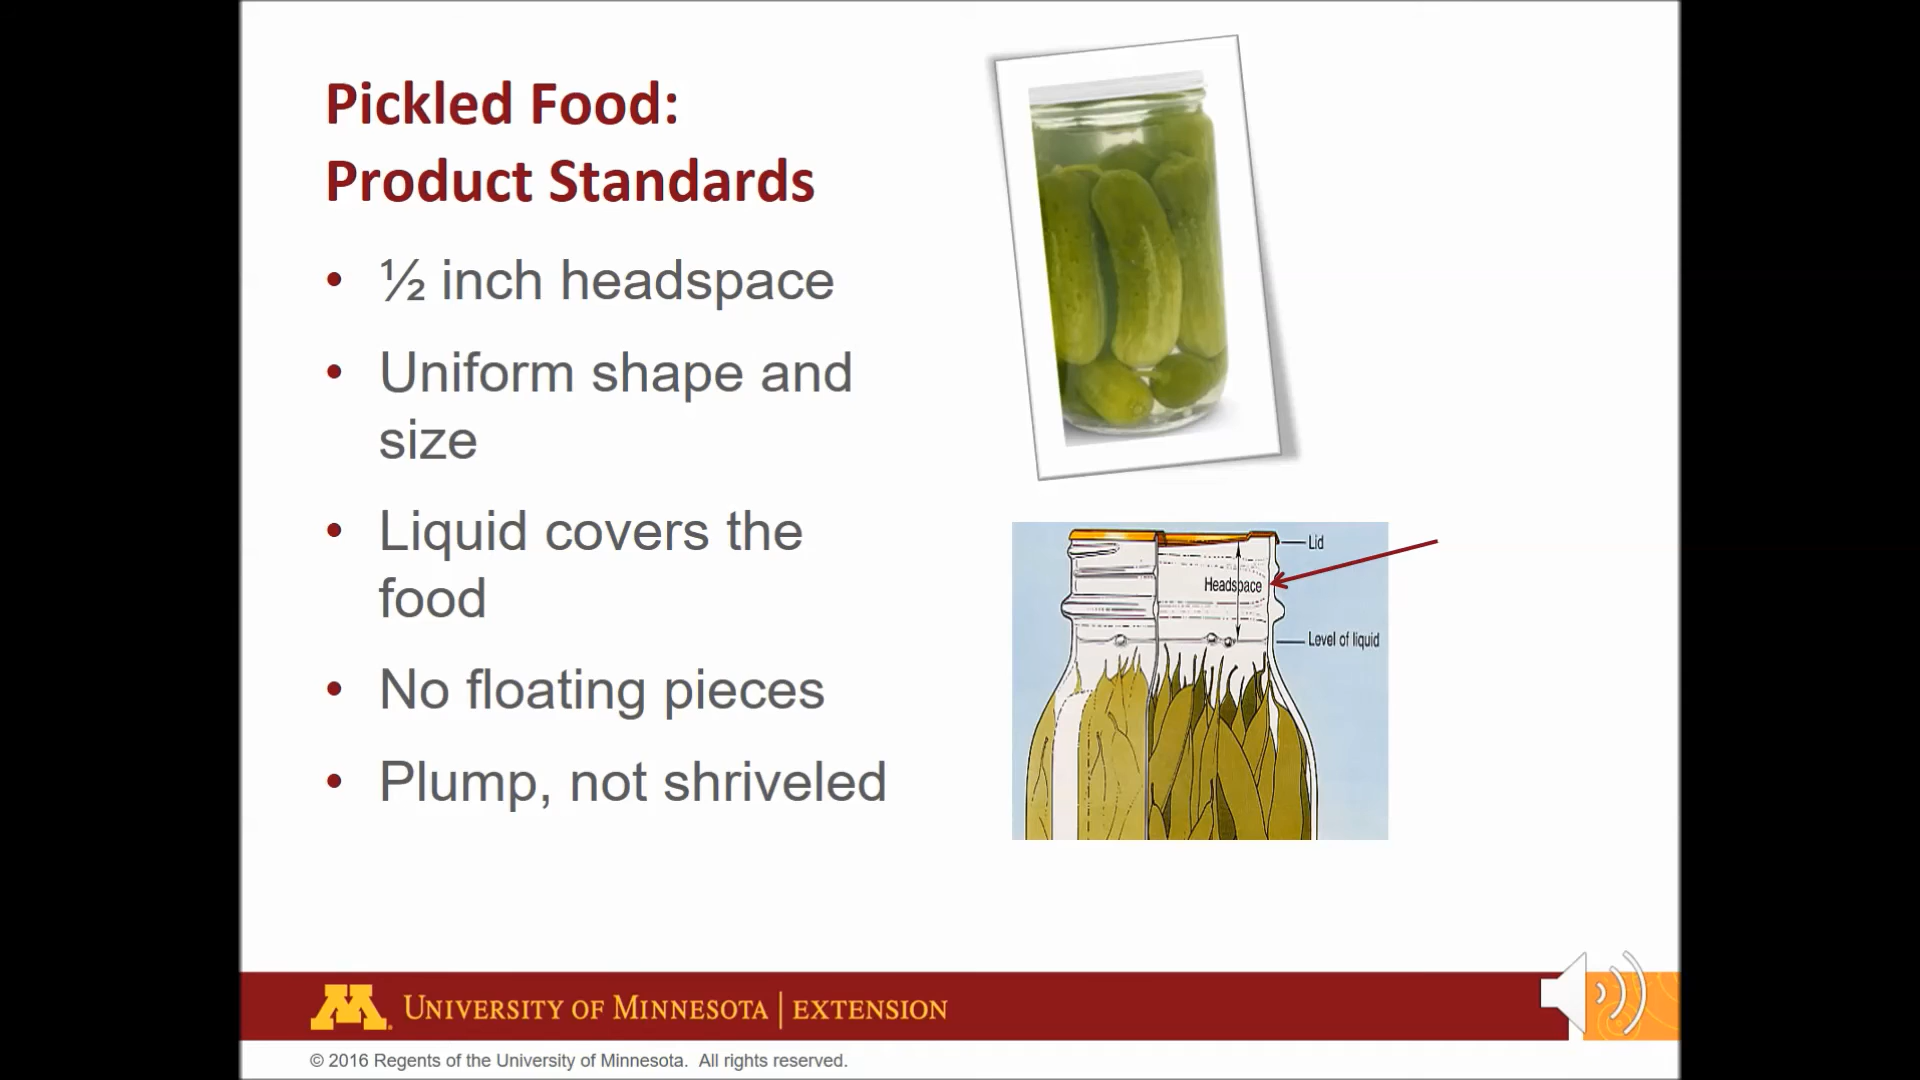 Pickled Food:
Product Standards
• ½ inch headspace
• Uniform shape and
size
• Liquid covers the
food
• No floating pieces
• Plump, not shriveled
Lid
Headspace
Level of liquid
M
UNIVERSITY OF MINNESOTA | EXTENSION
© 2016 Regents of the University of Minnesota. All rights reserved.